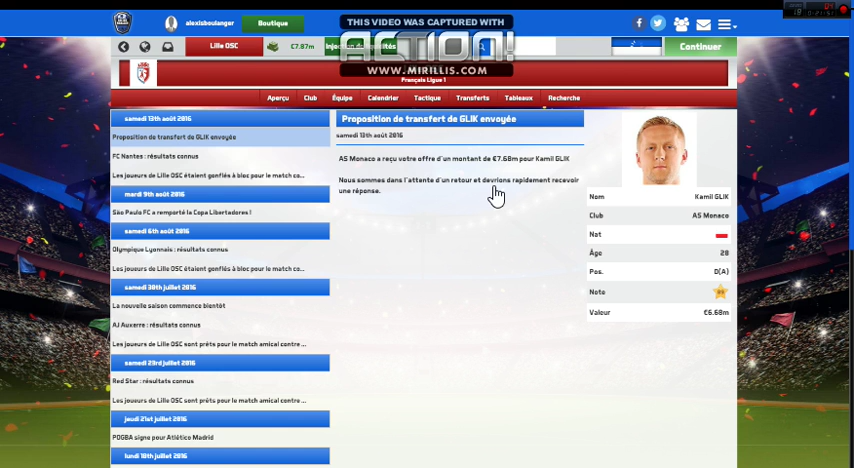 THIS VIDEO WAS CAPTURED WITH
ACTION!
WWW.MIRILLIS.COM
alexisboulanger
Boutique
Lille OSC
€7.87m
Continuer
Français Ligue 1
Aperçu
Club
Équipe
Calendrier
Tactique
Transferts
Tableaux
Recherche
samedi 13th août 2016
Proposition de transfert de GLIK envoyée
FC Nantes : résultats connus
Les joueurs de Lille OSC étaient gonflés à bloc pour le match co...
mardi 9th août 2016
São Paulo FC a remporté la Copa Libertadores !
samedi 6th août 2016
Olympique Lyonnais : résultats connus
Les joueurs de Lille OSC étaient gonflés à bloc pour le match co...
samedi 30th juillet 2016
La nouvelle saison commence bientôt
AJ Auxerre : résultats connus
Les joueurs de Lille OSC sont prêts pour le match amical contre ...
samedi 23rd juillet 2016
Red Star : résultats connus
Les joueurs de Lille OSC sont prêts pour le match amical contre ...
jeudi 21st juillet 2016
POGBA signe pour Atlético Madrid
lundi 18th juillet 2016
Proposition de transfert de GLIK envoyée
samedi 13th août 2016
AS Monaco a reçu votre offre d'un montant de €7.68m pour Kamil GLIK
Nous sommes dans l'attente d'un retour et devrions rapidement recevoir
une réponse.
Nom Kamil GLIK
Club AS Monaco
Nat
Âge 28
Pos. D(A)
Note
Valeur €6.68m